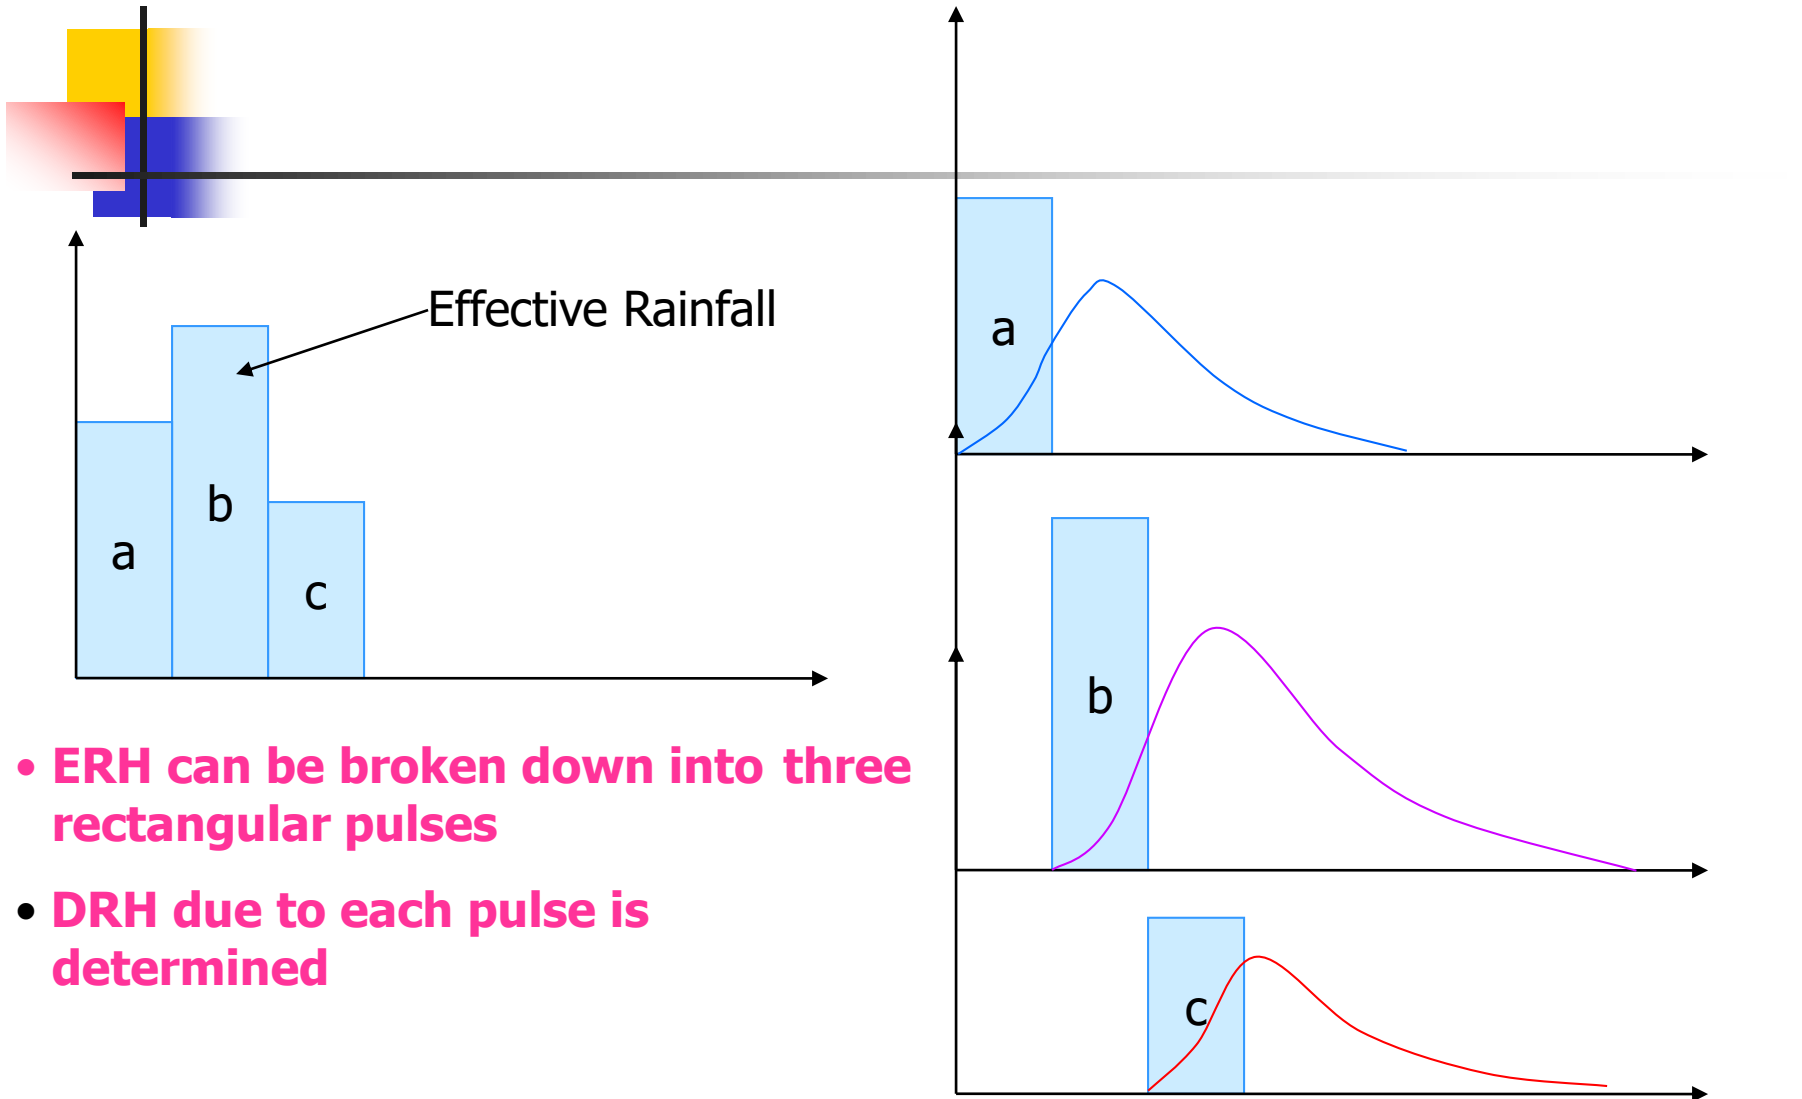 Effective Rainfall
a
b
c
• ERH can be broken down into three
rectangular pulses
• DRH due to each pulse is
determined
a
b
c